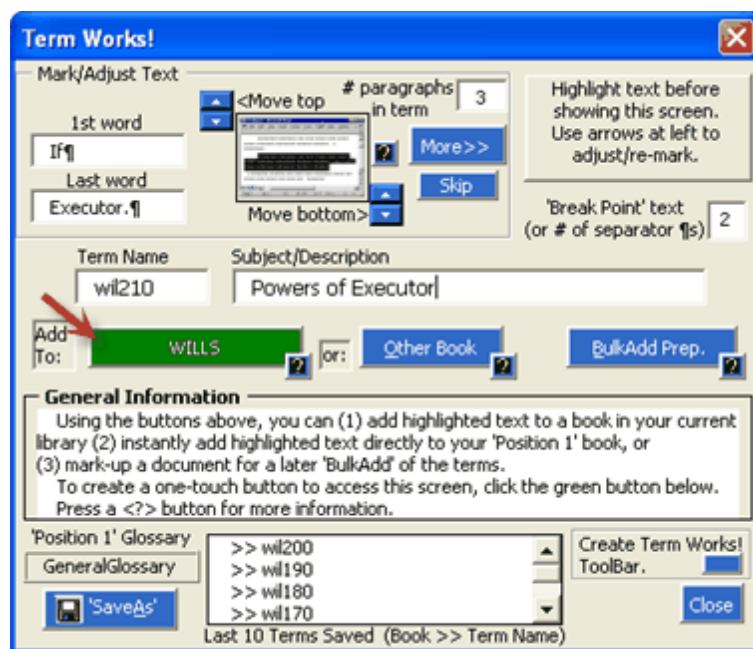 Term Works!
Mark/Adjust Text
1st word
If¶
Last word
Executor.¶
<Move top
# paragraphs
in term
3
?
More>>
Skip
Move bottom>
Highlight text before
showing this screen.
Use arrows at left to
adjust/re-mark.
'Break Point' text
(or # of separator ¶s)
2
Term Name
wil210
Subject/Description
Powers of Executor
Add
To:
WILLS
?
or:
Other Book
?
BulkAdd Prep.
?
General Information
Using the buttons above, you can (1) add highlighted text to a book in your current
library (2) instantly add highlighted text directly to your 'Position 1' book, or
(3) mark-up a document for a later 'BulkAdd' of the terms.
To create a one-touch button to access this screen, click the green button below.
Press a <?> button for more information.
'Position 1' Glossary
GeneralGlossary
'SaveAs'
>> wil200
>> wil190
>> wil180
>> wil170
Last 10 Terms Saved (Book >> Term Name)
Create Term Works!
ToolBar.
Close